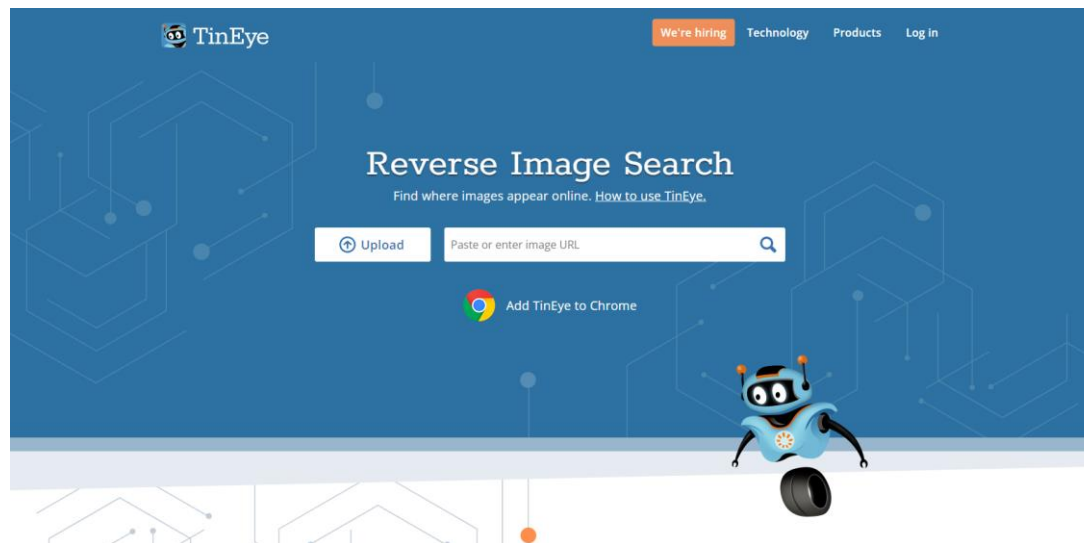 TinEye
We're hiring
Technology
Products
Log in
Reverse Image Search
Find where images appear online. How to use TinEye.
Upload
Paste or enter image URL
Add TinEye to Chrome